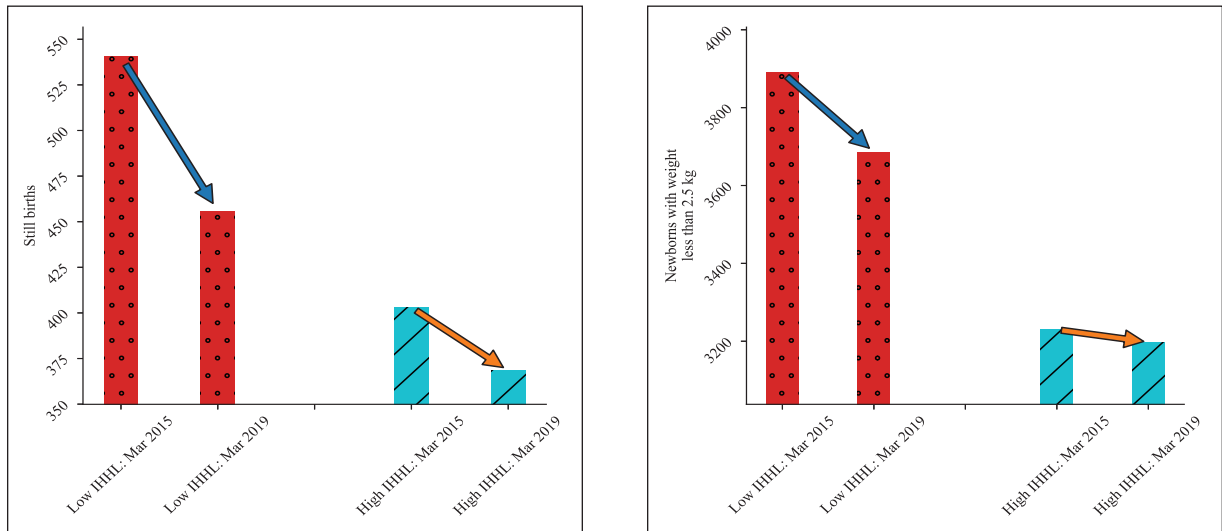 Still births
550
525
500
475
450
425
400
375
350
Low IHHL: Mar 2015
Low IHHL: Mar 2019
High IHHL: Mar 2015
High IHHL: Mar 2019
Newborns with weight
less than 2.5 kg
4000
3800
3600
3400
3200
Low IHHL: Mar 2015
Low IHHL: Mar 2019
High IHHL: Mar 2015
High IHHL: Mar 2019